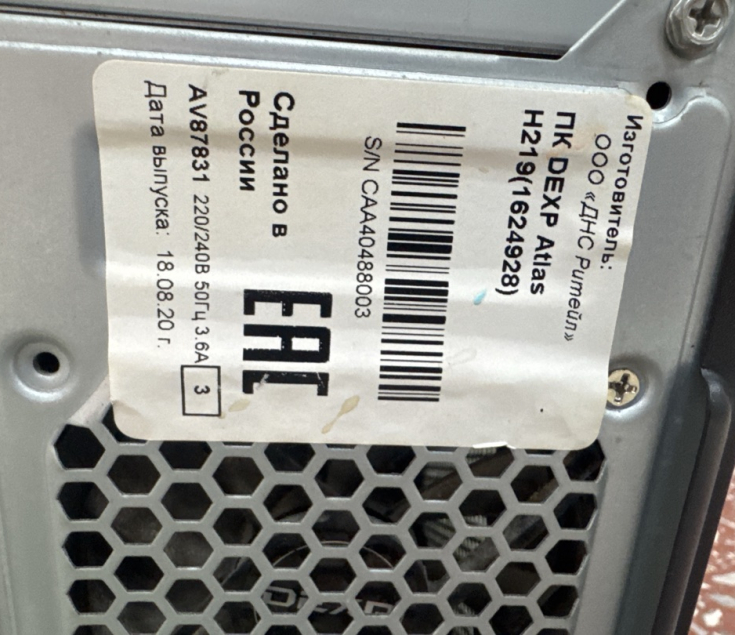 Изготовитель:
ООО «ДНС Ритейл»
ПК DEXP Atlas
H219(1624928)
S/N CAA40488003
Сделано в
России
EAC
AV87831 220/240В 50Гц 3.6А 3
Дата выпуска: 18.08.20 г.
DEXP